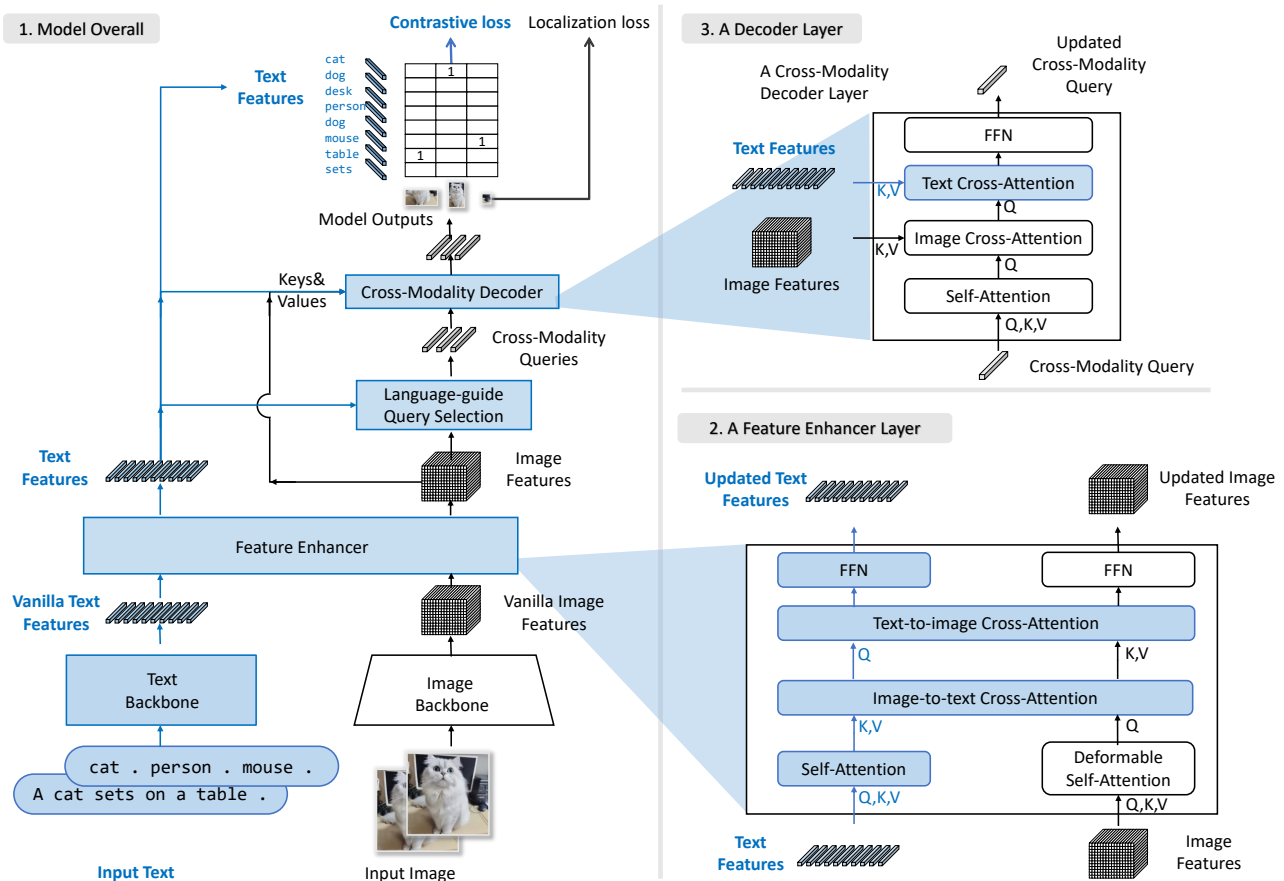 1. Model Overall
Contrastive loss
Localization loss
Text
Features
cat
dog
desk
person
dog
mouse
table
sets
1
1
1
Model Outputs
Keys&
Values
Cross-Modality Decoder
Cross-Modality
Queries
Language-guide
Query Selection
Text
Features
Image
Features
Feature Enhancer
Vanilla Text
Features
Vanilla Image
Features
Text
Backbone
Image
Backbone
cat . person . mouse .
A cat sets on a table .
Input Text
Input Image
3. A Decoder Layer
Updated
Cross-Modality
Query
A Cross-Modality
Decoder Layer
FFN
Text Features
Text Cross-Attention
K,V
Q
Image Cross-Attention
K,V
Q
Image Features
Self-Attention
Q,K,V
Cross-Modality Query
2. A Feature Enhancer Layer
Updated Text
Features
Updated Image
Features
FFN
FFN
Text-to-image Cross-Attention
Q
K,V
Image-to-text Cross-Attention
K,V
Q
Self-Attention
Deformable
Self-Attention
Q,K,V
Q,K,V
Text
Features
Image
Features